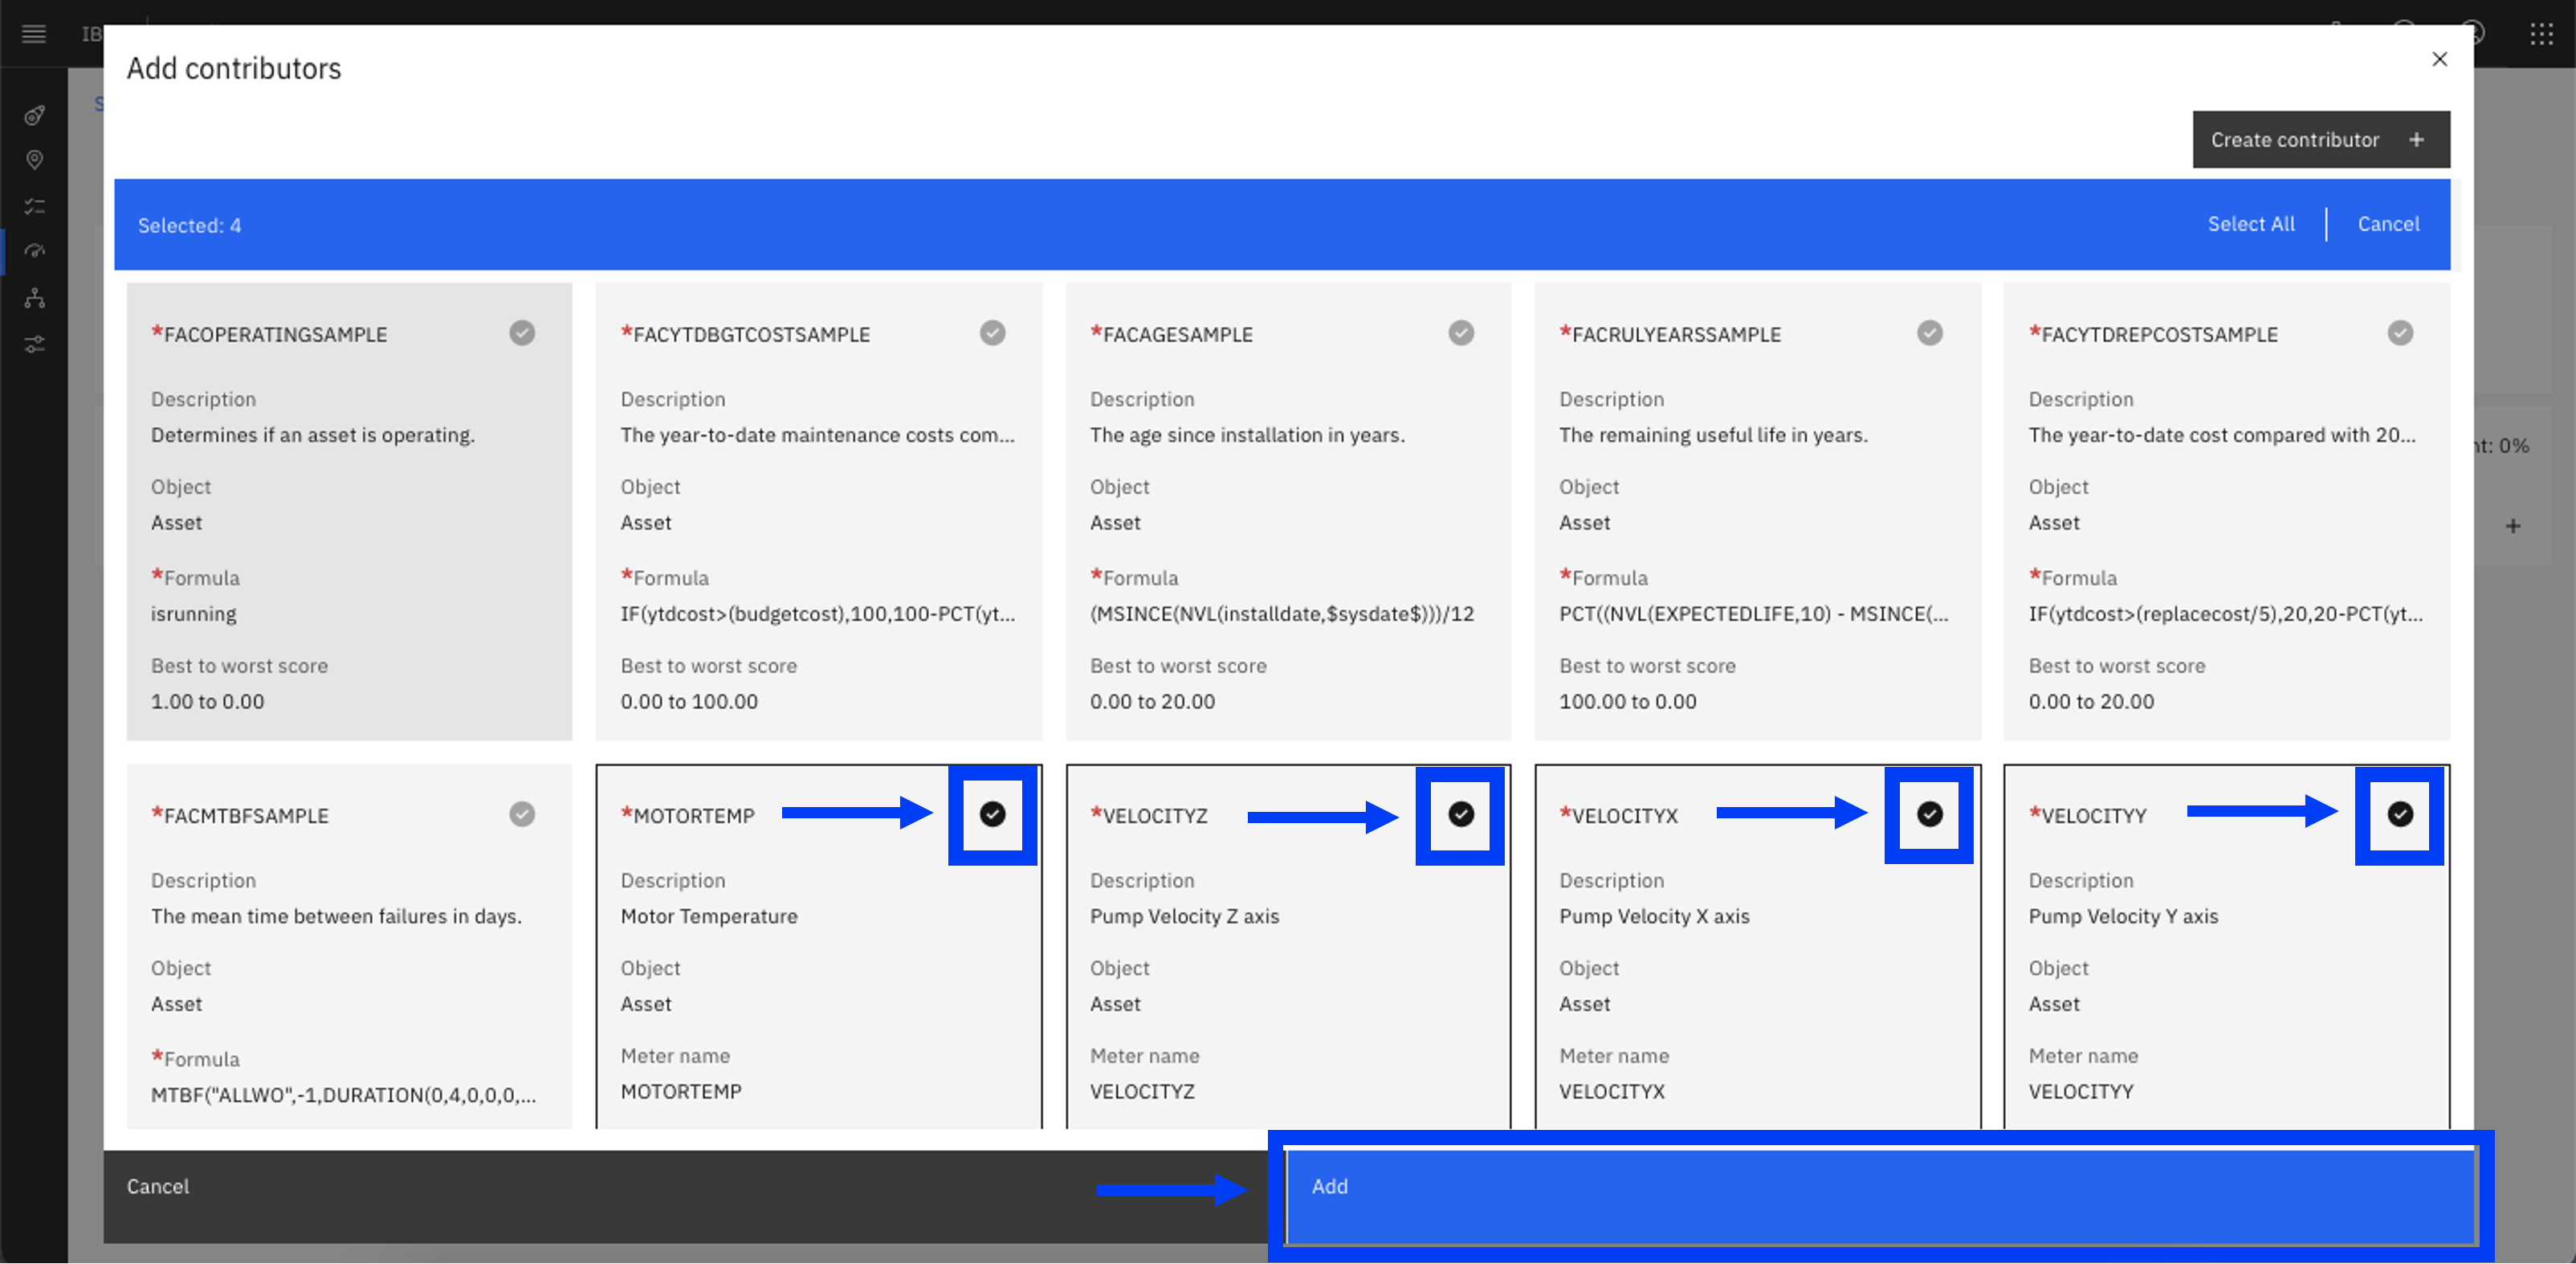 IB
Add contributors
Create contributor +
Selected: 4
Select All
Cancel
*FACOPERATINGSAMPLE
Description
Determines if an asset is operating.
Object
Asset
*Formula
isrunning
Best to worst score
1.00 to 0.00
*FACYTDBGTCOSTSAMPLE
Description
The year-to-date maintenance costs com...
Object
Asset
*Formula
IF(ytdcost>(budgetcost),100,100-PCT(yt...
Best to worst score
0.00 to 100.00
*FACAGESAMPLE
Description
The age since installation in years.
Object
Asset
*Formula
(MSINCE(NVL(installdate,$sysdate$)))/12
Best to worst score
0.00 to 20.00
*FACRULYEARSSAMPLE
Description
The remaining useful life in years.
Object
Asset
*Formula
PCT((NVL(EXPECTEDLIFE,10) - MSINCE(...
Best to worst score
100.00 to 0.00
*FACYTDREPCOSTSAMPLE
Description
The year-to-date cost compared with 20...
Object
Asset
*Formula
IF(ytdcost>(replacecost/5),20,20-PCT(yt...
Best to worst score
0.00 to 20.00
nt: 0%
+
*FACMTBFSAMPLE
Description
The mean time between failures in days.
Object
Asset
*Formula
MTBF("ALLWO",-1,DURATION(0,4,0,0,0,...
*MOTORTEMP
Description
Motor Temperature
Object
Asset
Meter name
MOTORTEMP
*VELOCITYZ
Description
Pump Velocity Z axis
Object
Asset
Meter name
VELOCITYZ
*VELOCITYX
Description
Pump Velocity X axis
Object
Asset
Meter name
VELOCITYX
*VELOCITYY
Description
Pump Velocity Y axis
Object
Asset
Meter name
VELOCITYY
Cancel
Add